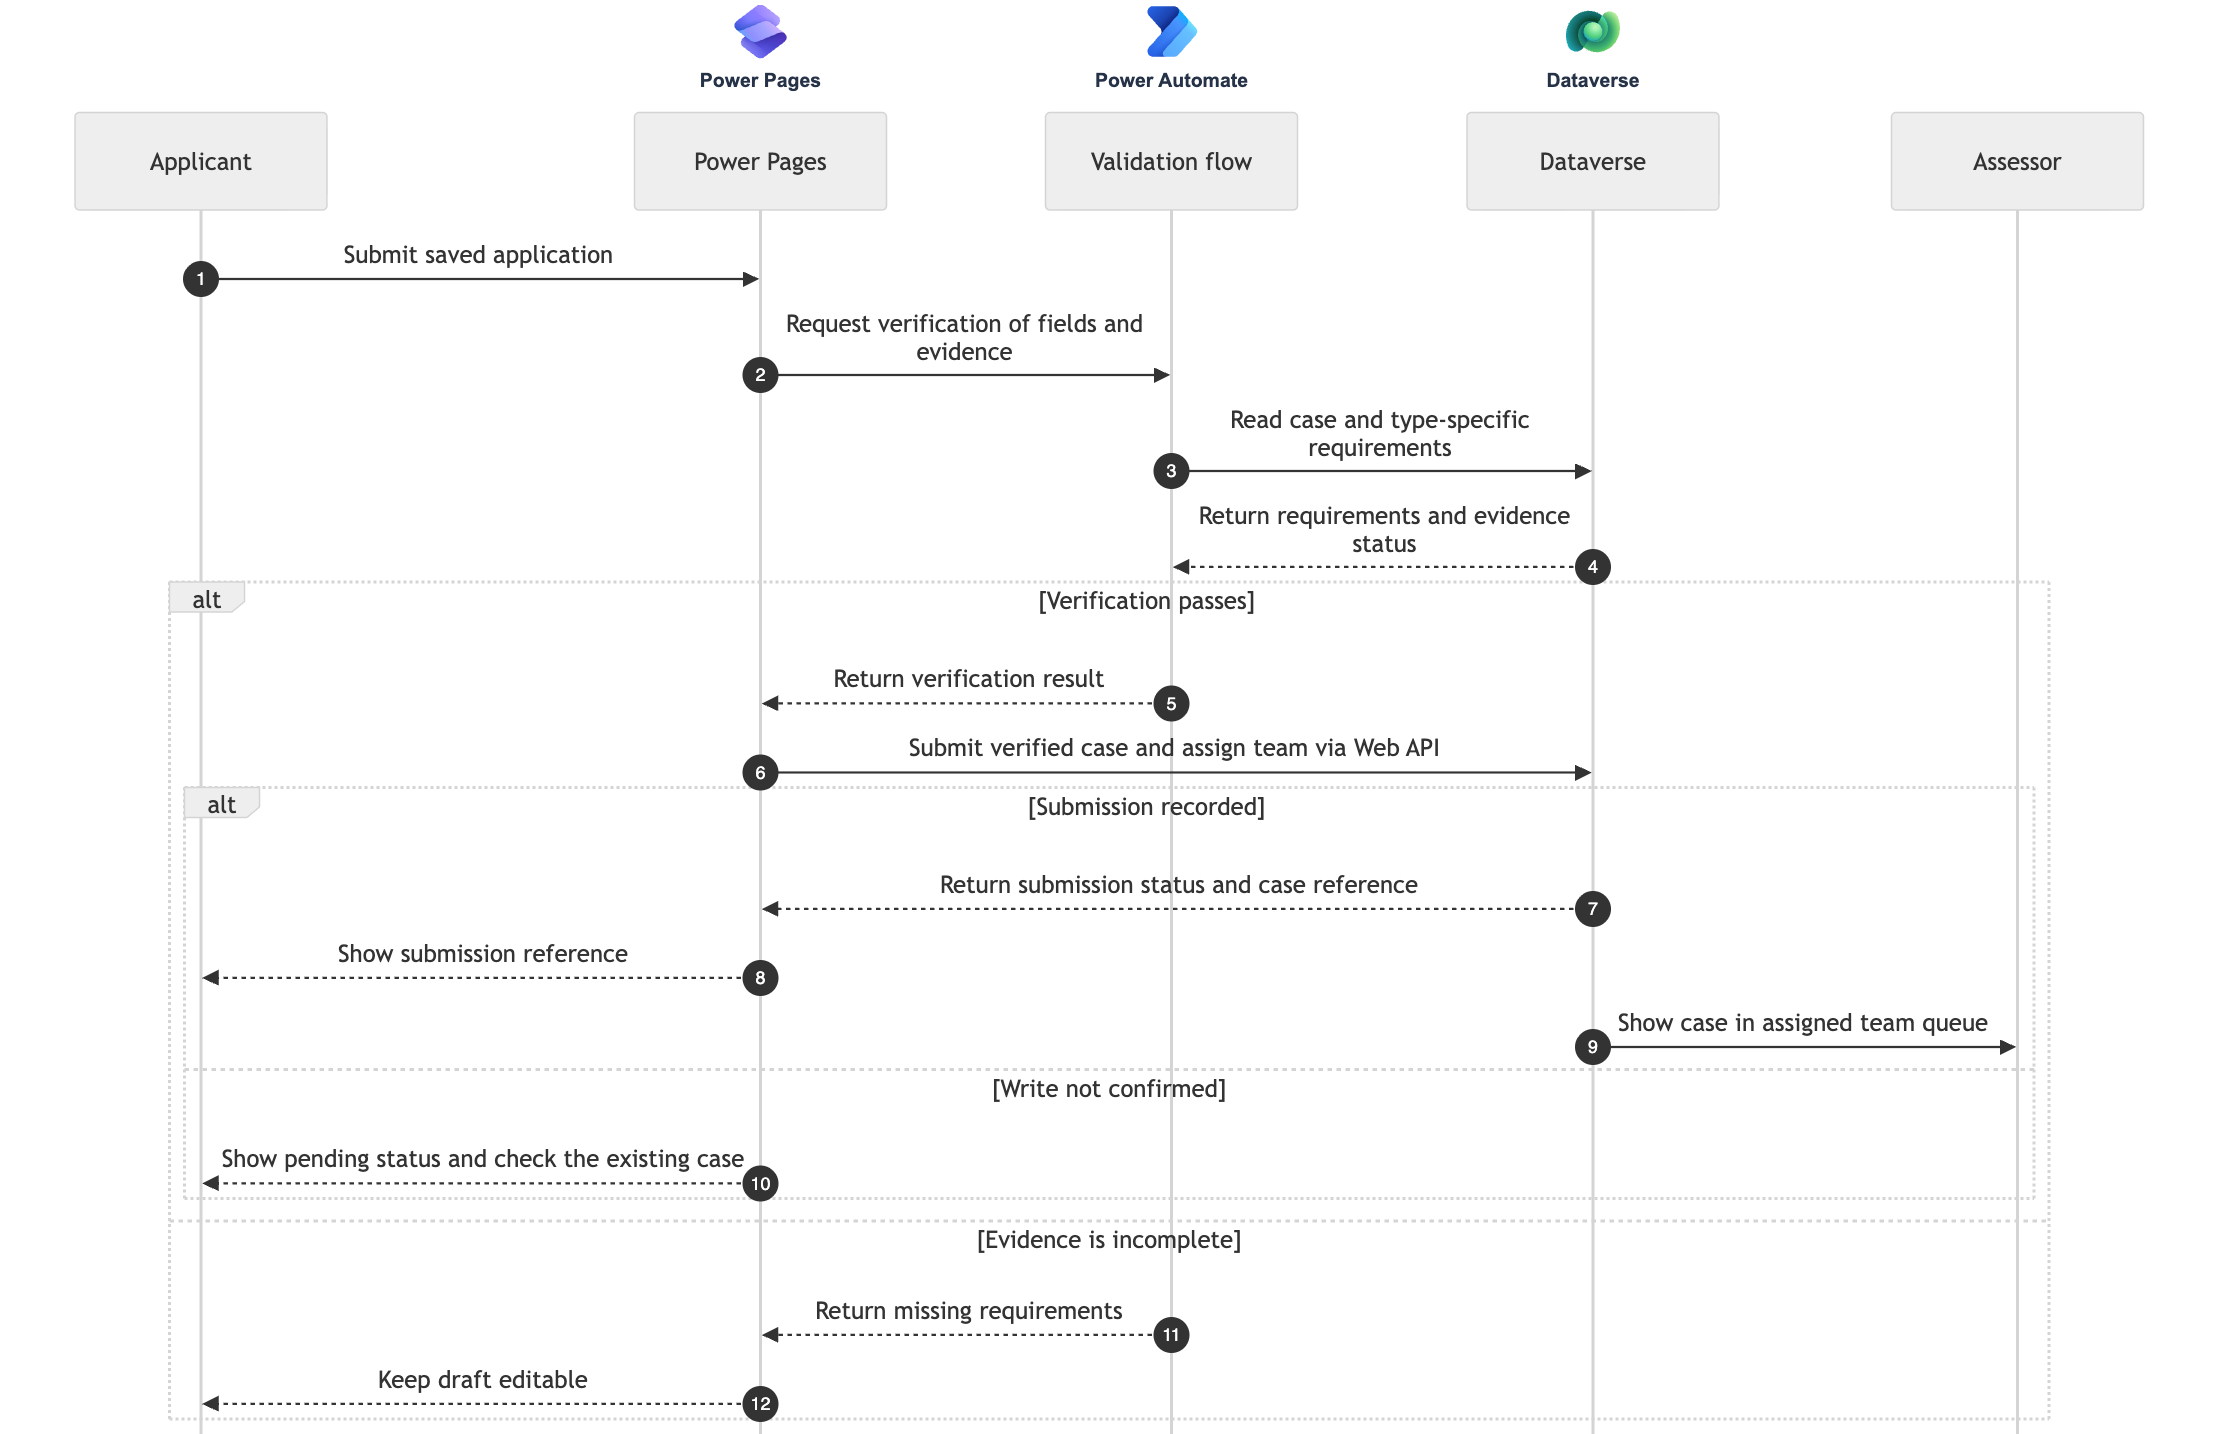 Power Pages
Power Automate
Dataverse
Applicant
Power Pages
Validation flow
Dataverse
Assessor
Submit saved application
1
Request verification of fields and
evidence
2
Read case and type-specific
requirements
3
Return requirements and evidence
status
4
alt
[Verification passes]
Return verification result
5
Submit verified case and assign team via Web API
6
alt
[Submission recorded]
Return submission status and case reference
7
Show submission reference
8
Show case in assigned team queue
9
[Write not confirmed]
Show pending status and check the existing case
10
[Evidence is incomplete]
Return missing requirements
11
Keep draft editable
12